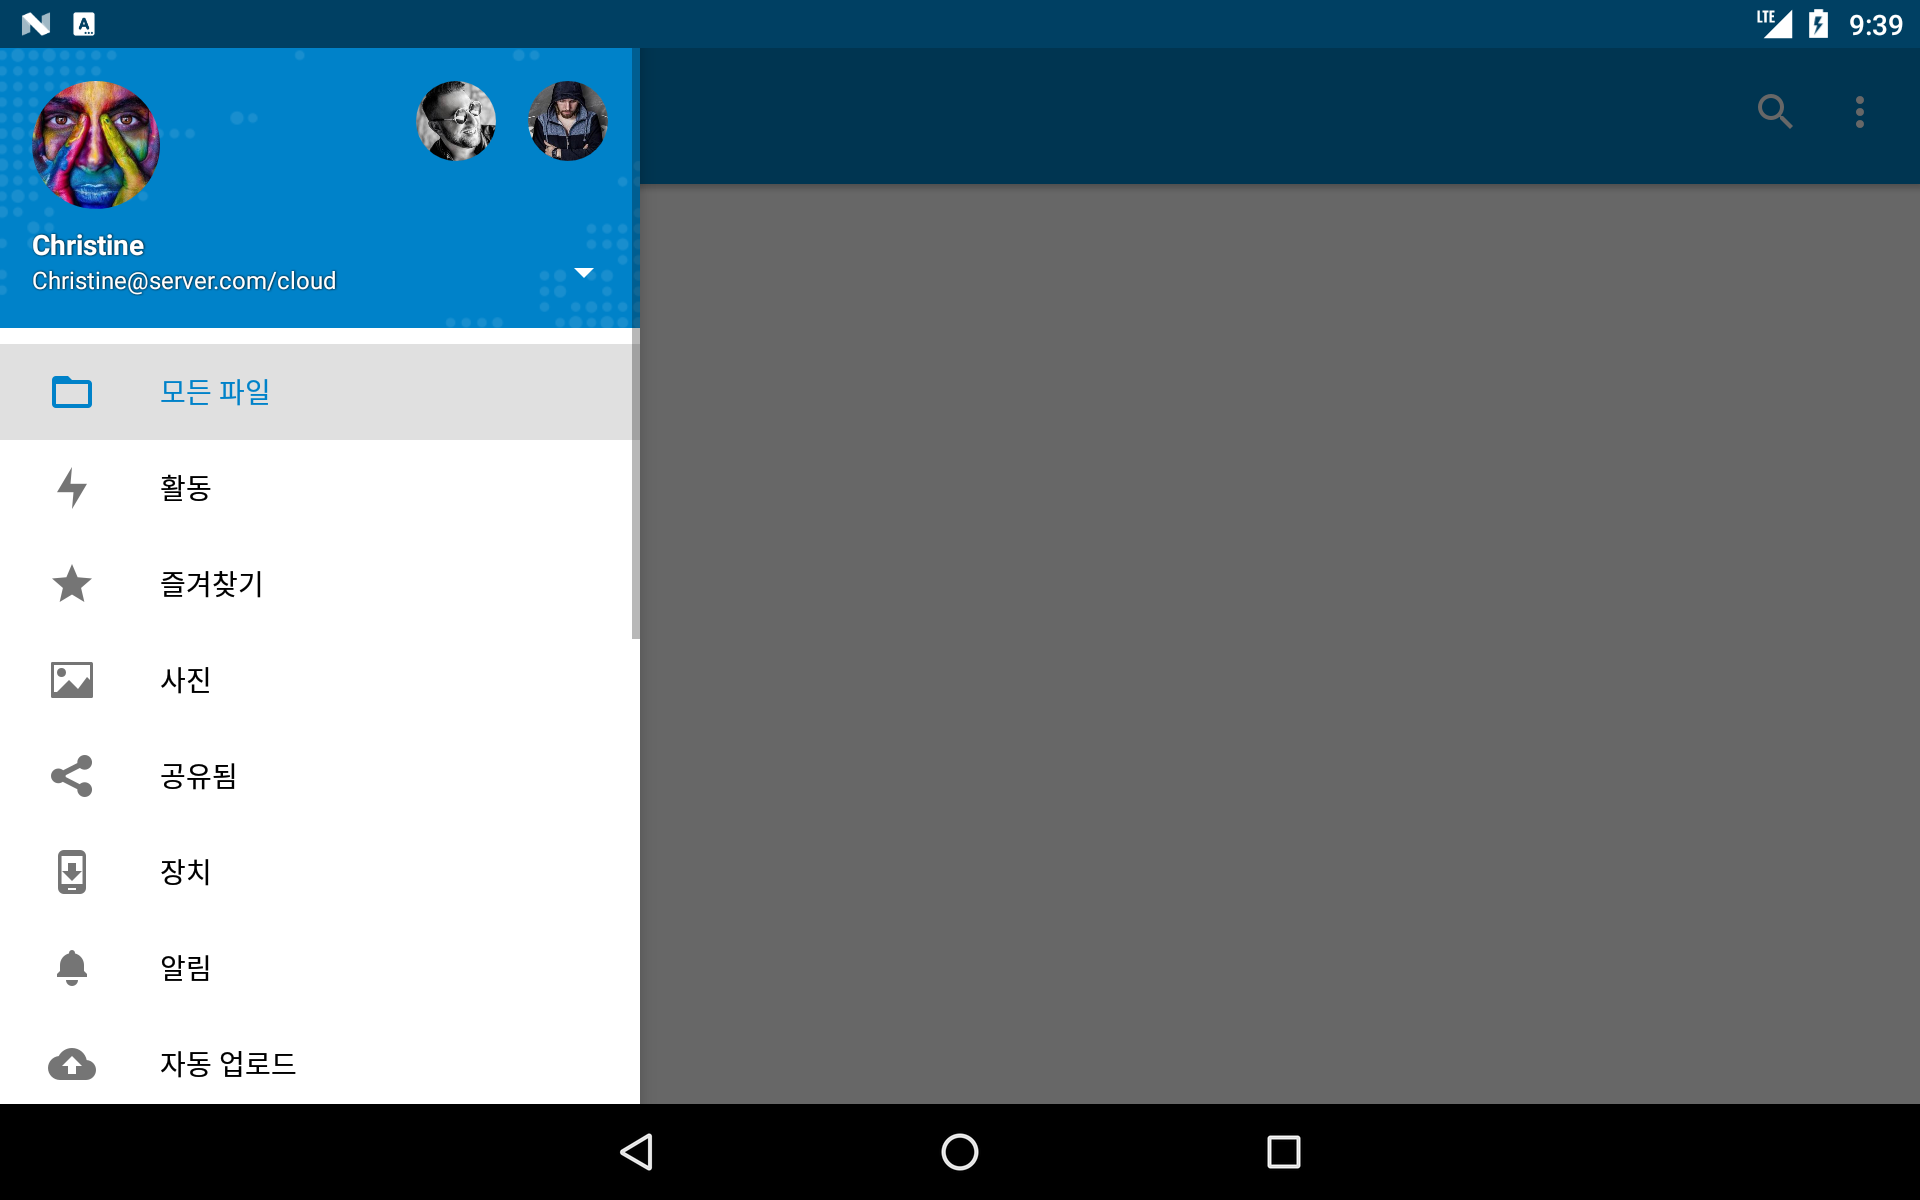 LTE 9:39
Christine
Christine@server.com/cloud
모든 파일
활동
즐겨찾기
사진
공유됨
장치
알림
자동 업로드